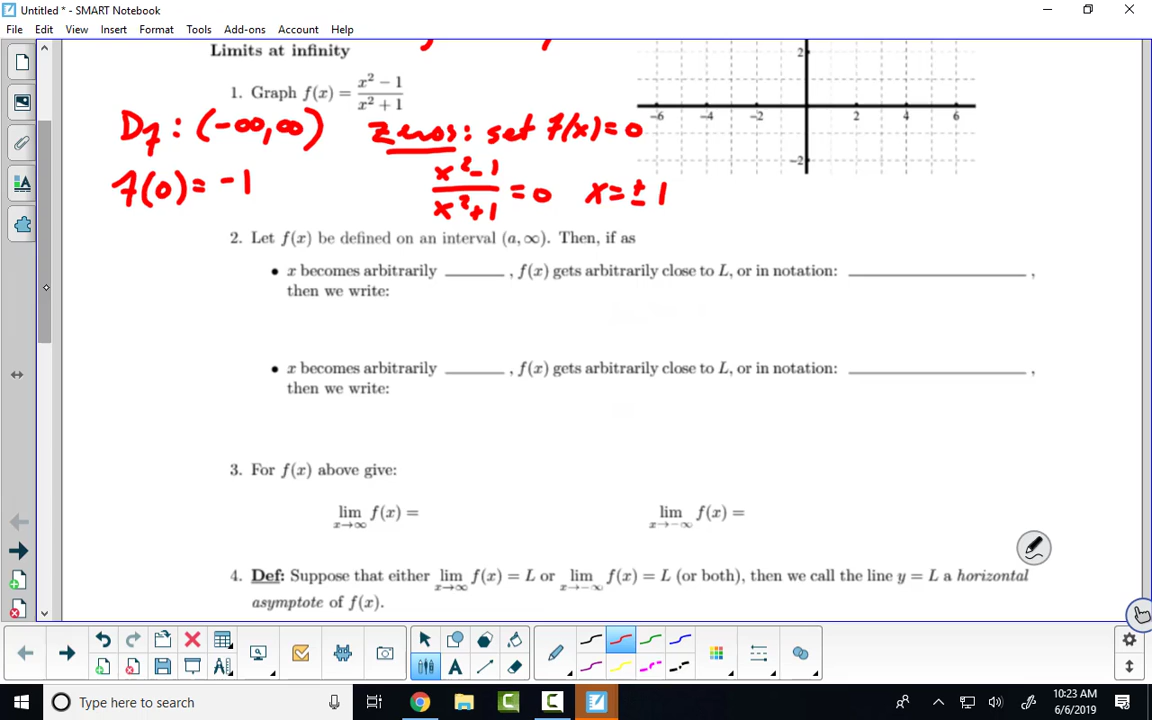 Untitled * - SMART Notebook
File Edit View Insert Format Tools Add-ons Account Help
Limits at infinity
1. Graph f(x) = (x² − 1)/(x² + 1)
Df : (-∞,∞) zeros: set f(x)=0
f(0)= -1 (x²-1)/(x²+1) = 0 x=±1
2
-6 -4 -2 2 4 6
-2
2. Let f(x) be defined on an interval (a, ∞). Then, if as
• x becomes arbitrarily ______ , f(x) gets arbitrarily close to L, or in notation: ______________ ,
then we write:
• x becomes arbitrarily ______ , f(x) gets arbitrarily close to L, or in notation: ______________ ,
then we write:
3. For f(x) above give:
lim x→∞ f(x) = lim x→−∞ f(x) =
4. Def: Suppose that either lim x→∞ f(x) = L or lim x→−∞ f(x) = L (or both), then we call the line y = L a horizontal
asymptote of f(x).
Type here to search
10:23 AM
6/6/2019